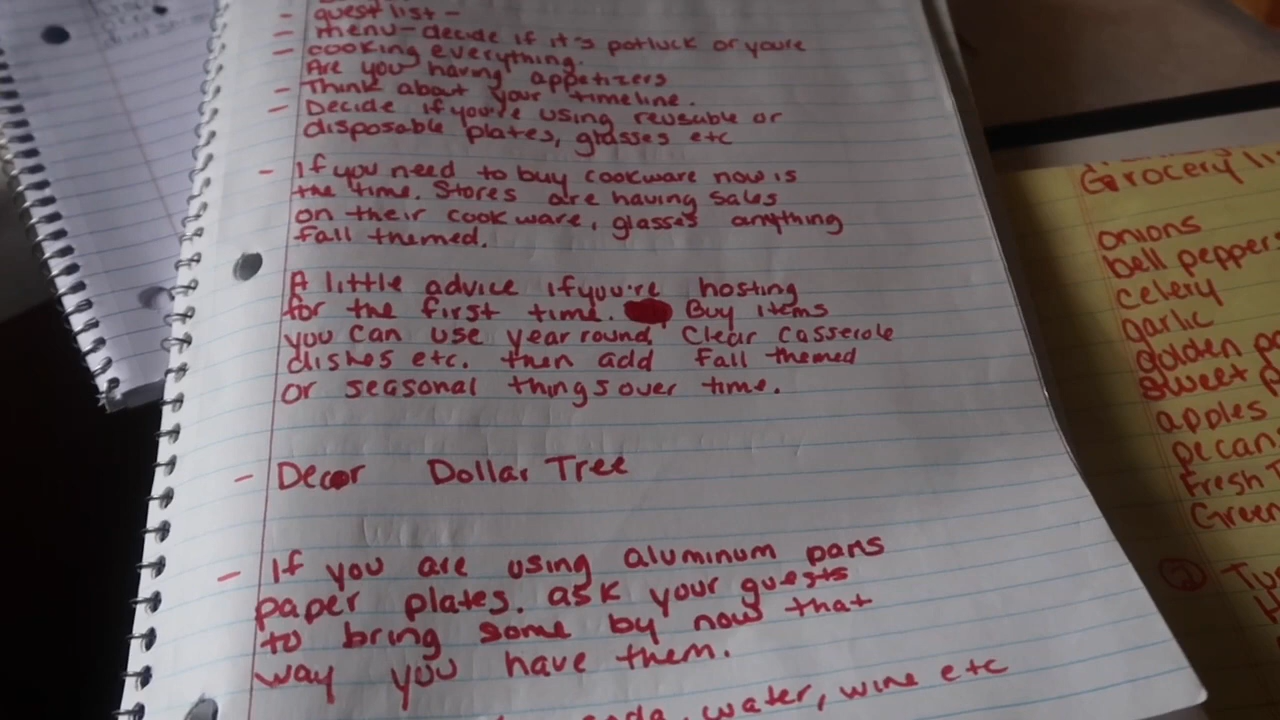 - guest list -
- menu - decide if it's potluck or youre
- cooking everything.
Are you having appetizers
- Think about your timeline.
- Decide if you're using reusable or
disposable plates, glasses etc
- If you need to buy cookware now is
the time. Stores are having sales
on their cookware, glasses anything
fall themed.
A little advice if you're hosting
for the first time. Buy items
you can use year round, Clear casserole
dishes etc. then add fall themed
or seasonal things over time.
- Decor Dollar Tree
- If you are using aluminum pans
paper plates. ask your guests
to bring some by now that
way you have them.
water, wine etc
Grocery li
onions
bell pepper
celery
garlic
golden
sweet
apples
pecan
Fresh
Green